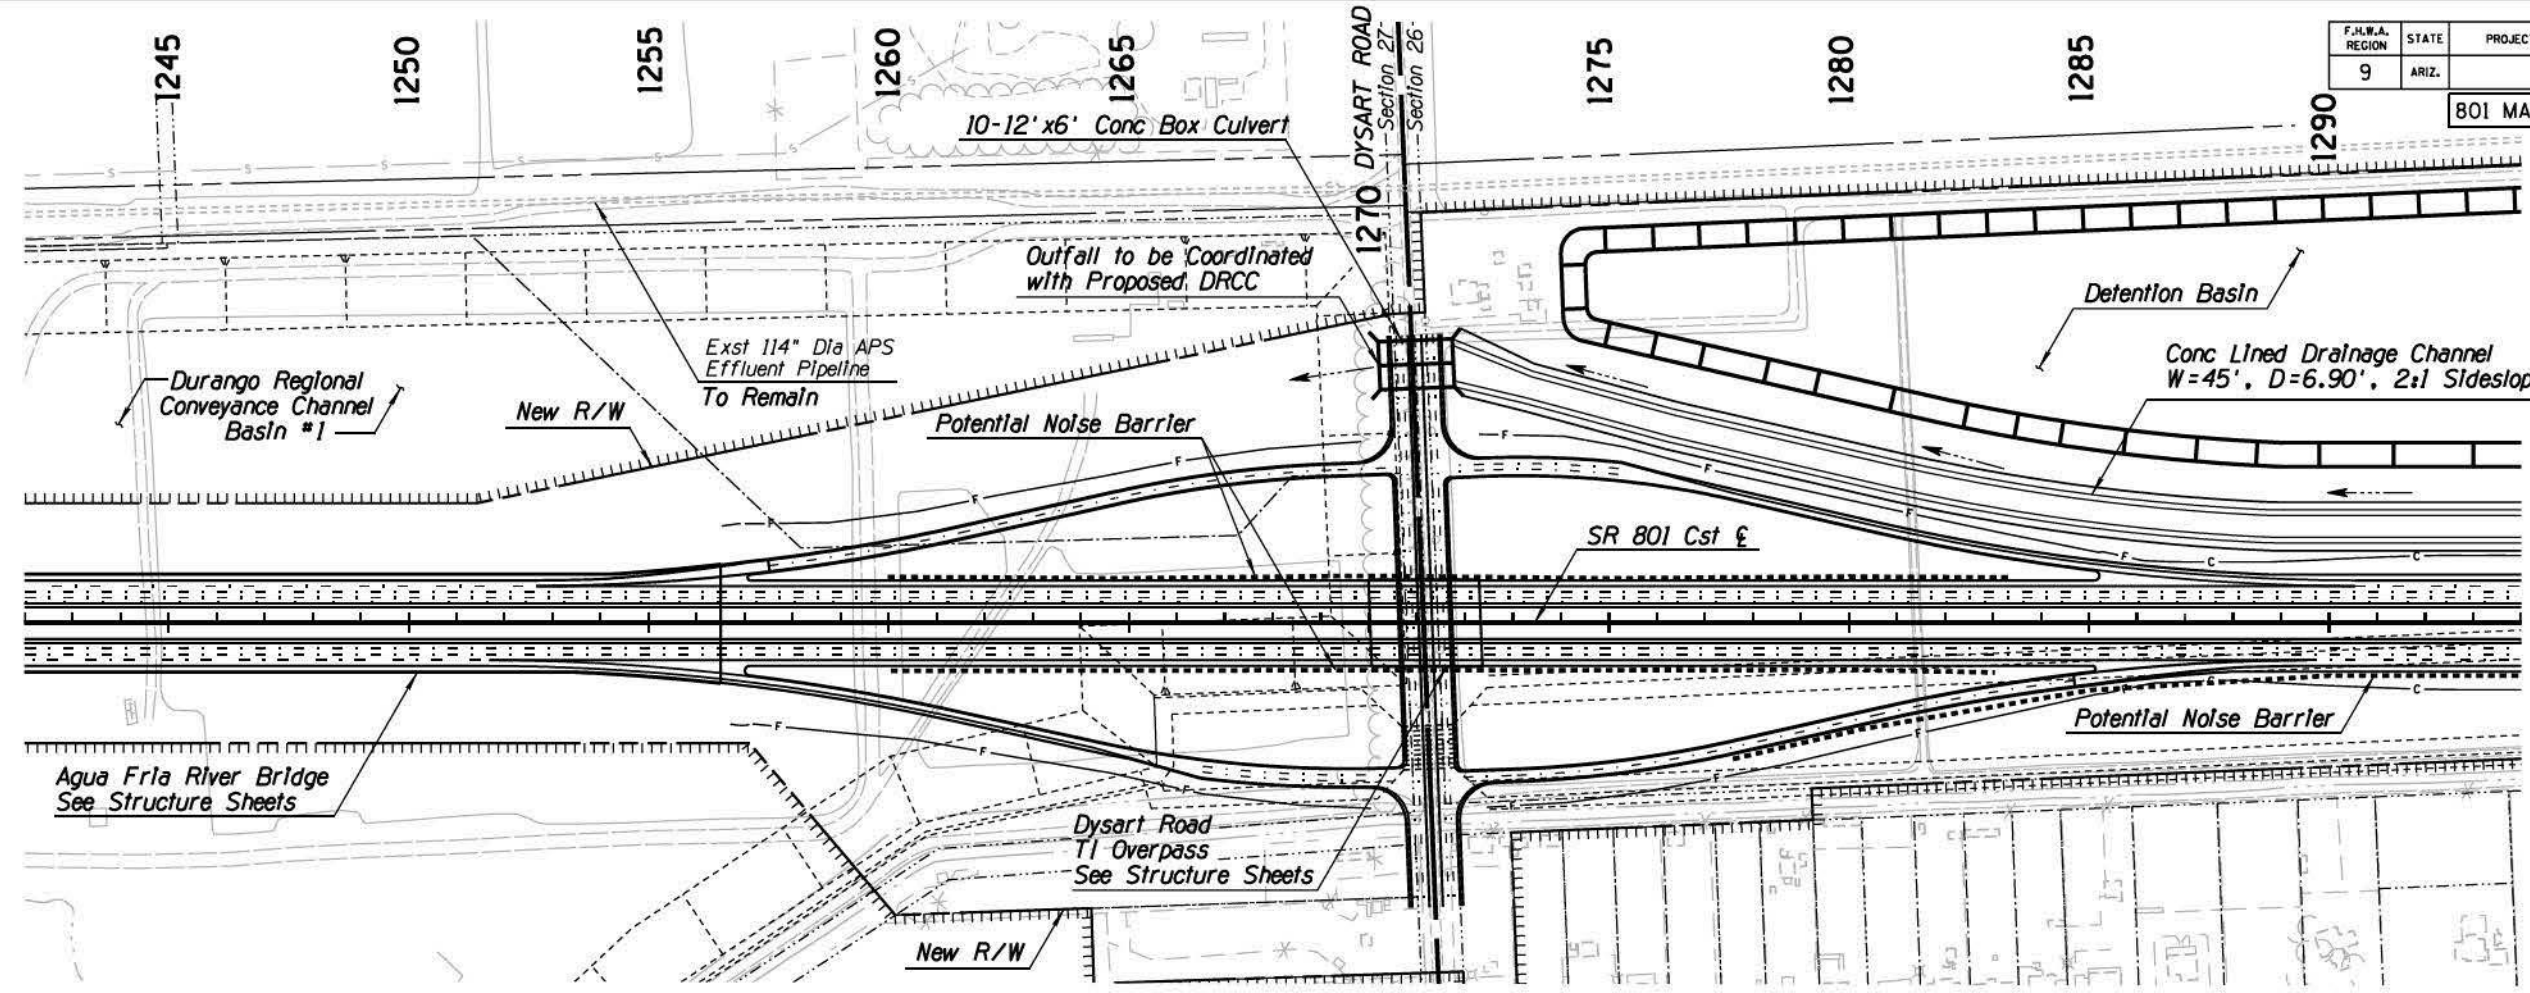 1245
1250
1255
1260
1265
1270
1275
1280
1285
1290
DYSART ROAD
Section 27
Section 26
F.H.W.A.
REGION
STATE
PROJEC
9
ARIZ.
801 MA
10-12'x6' Conc Box Culvert
Outfall to be Coordinated
with Proposed DRCC
Detention Basin
Exst 114" Dia APS
Effluent Pipeline
To Remain
Conc Lined Drainage Channel
W=45', D=6.90', 2:1 Sideslop
Durango Regional
Conveyance Channel
Basin #1
New R/W
Potential Noise Barrier
SR 801 Cst ℄
Potential Noise Barrier
Agua Fria River Bridge
See Structure Sheets
Dysart Road
TI Overpass
See Structure Sheets
New R/W
S
S
S
S
S
S
F
F
F
F
F
F
F
F
F
F
F
F
F
C
C
C
C